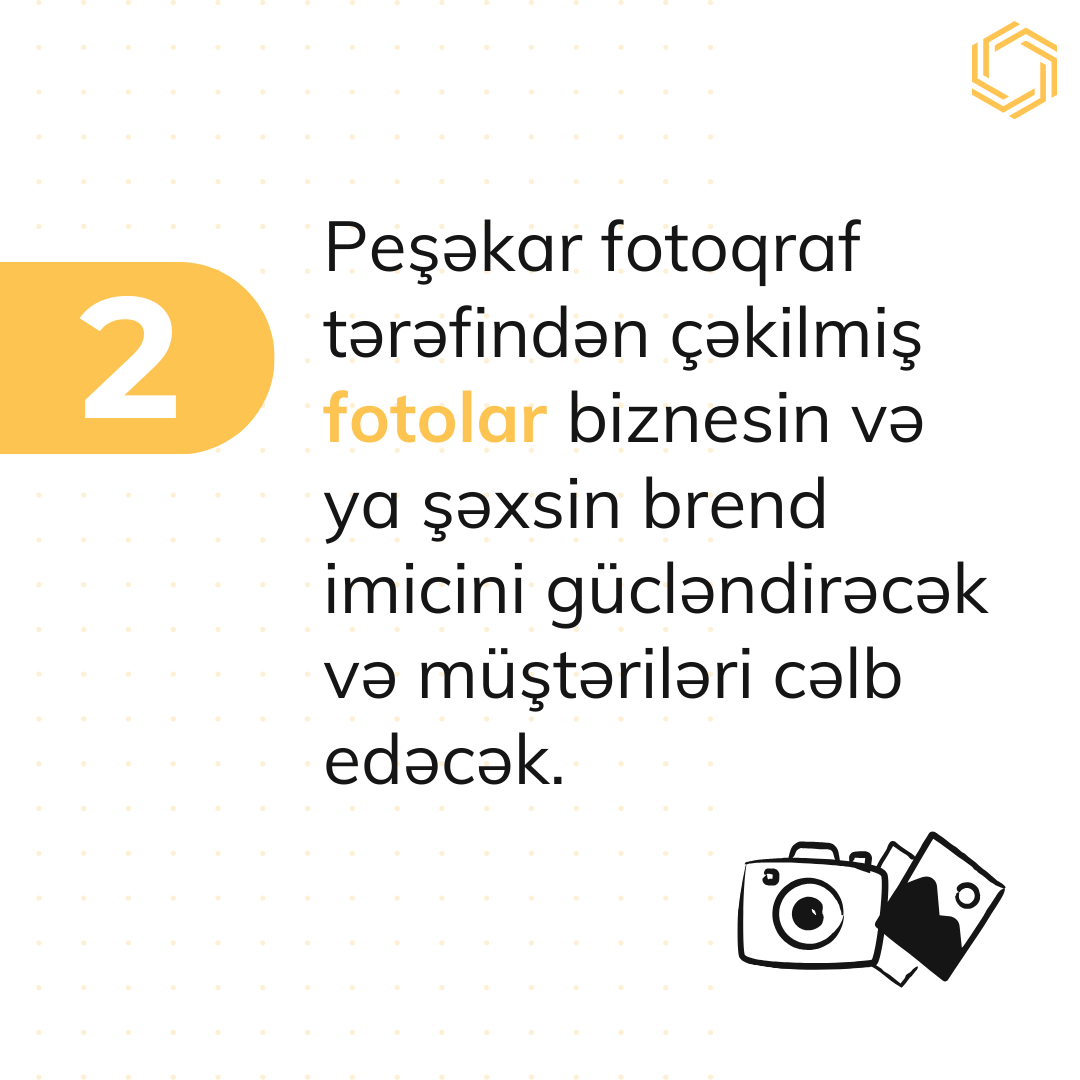 2
Peşəkar fotoqraf
tərəfindən çəkilmiş
fotolar biznesin və
ya şəxsin brend
imicini gücləndirəcək
və müştəriləri cəlb
edəcək.